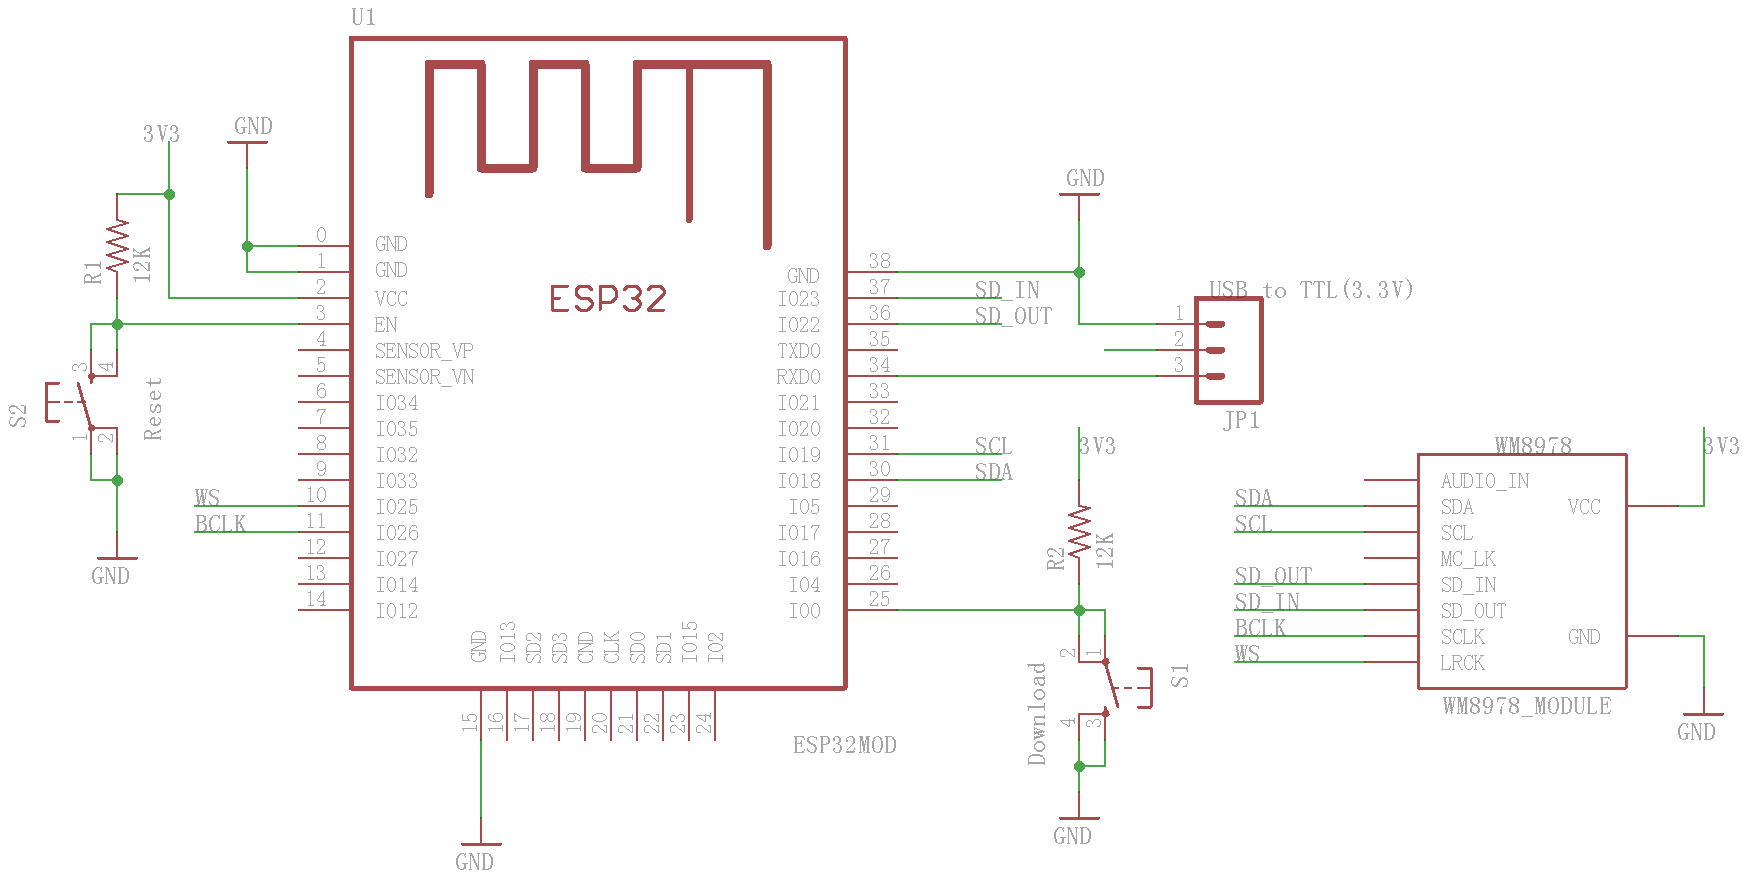 U1
3V3
GND
R1
12K
S2
3
4
1
2
Reset
GND
WS
BCLK
ESP32
0 GND
1 GND
2 VCC
3 EN
4 SENSOR_VP
5 SENSOR_VN
6 IO34
7 IO35
8 IO32
9 IO33
10 IO25
11 IO26
12 IO27
13 IO14
14 IO12
GND 15
IO13 16
SD2 17
SD3 18
CND 19
CLK 20
SD0 21
SD1 22
IO15 23
IO2 24
GND
ESP32MOD
GND 38
IO23 37
IO22 36
TXD0 35
RXD0 34
IO21 33
IO20 32
IO19 31
IO18 30
IO5 29
IO17 28
IO16 27
IO4 26
IO0 25
SD_IN
SD_OUT
SCL
SDA
GND
USB to TTL(3.3V)
1
2
3
JP1
3V3
R2
12K
2
1
4
3
Download
S1
GND
WM8978
3V3
AUDIO_IN
SDA SDA
SCL SCL
MC_LK
SD_OUT SD_IN
SD_IN SD_OUT
BCLK SCLK
WS LRCK
VCC
GND
WM8978_MODULE
GND